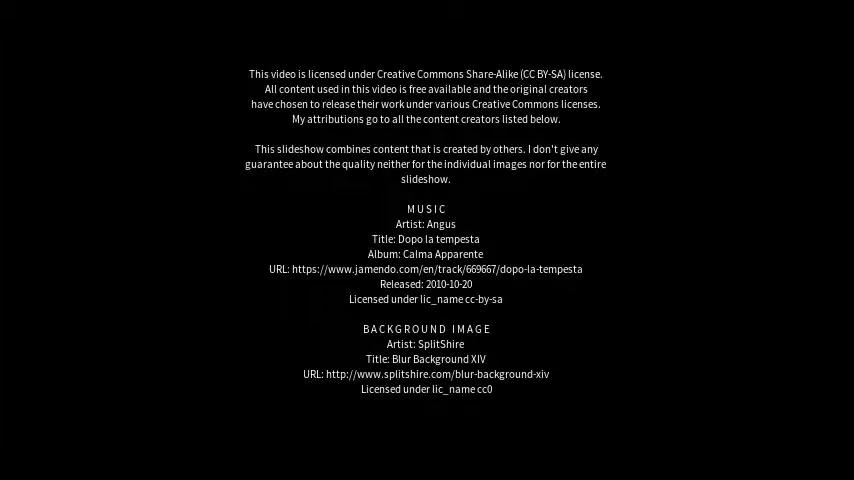 This video is licensed under Creative Commons Share-Alike (CC BY-SA) license.
All content used in this video is free available and the original creators
have chosen to release their work under various Creative Commons licenses.
My attributions go to all the content creators listed below.
This slideshow combines content that is created by others. I don't give any
guarantee about the quality neither for the individual images nor for the entire
slideshow.
MUSIC
Artist: Angus
Title: Dopo la tempesta
Album: Calma Apparente
URL: https://www.jamendo.com/en/track/669667/dopo-la-tempesta
Released: 2010-10-20
Licensed under lic_name cc-by-sa
BACKGROUND IMAGE
Artist: SplitShire
Title: Blur Background XIV
URL: http://www.splitshire.com/blur-background-xiv
Licensed under lic_name cc0